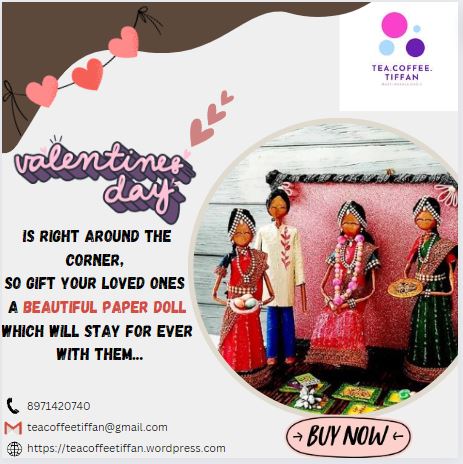 TEA.COFFEE.
TIFFAN
valentines
day
IS RIGHT AROUND THE
CORNER,
SO GIFT YOUR LOVED ONES
A BEAUTIFUL PAPER DOLL
WHICH WILL STAY FOR EVER
WITH THEM...
8971420740
teacoffeetiffan@gmail.com
https://teacoffeetiffan.wordpress.com
BUY NOW